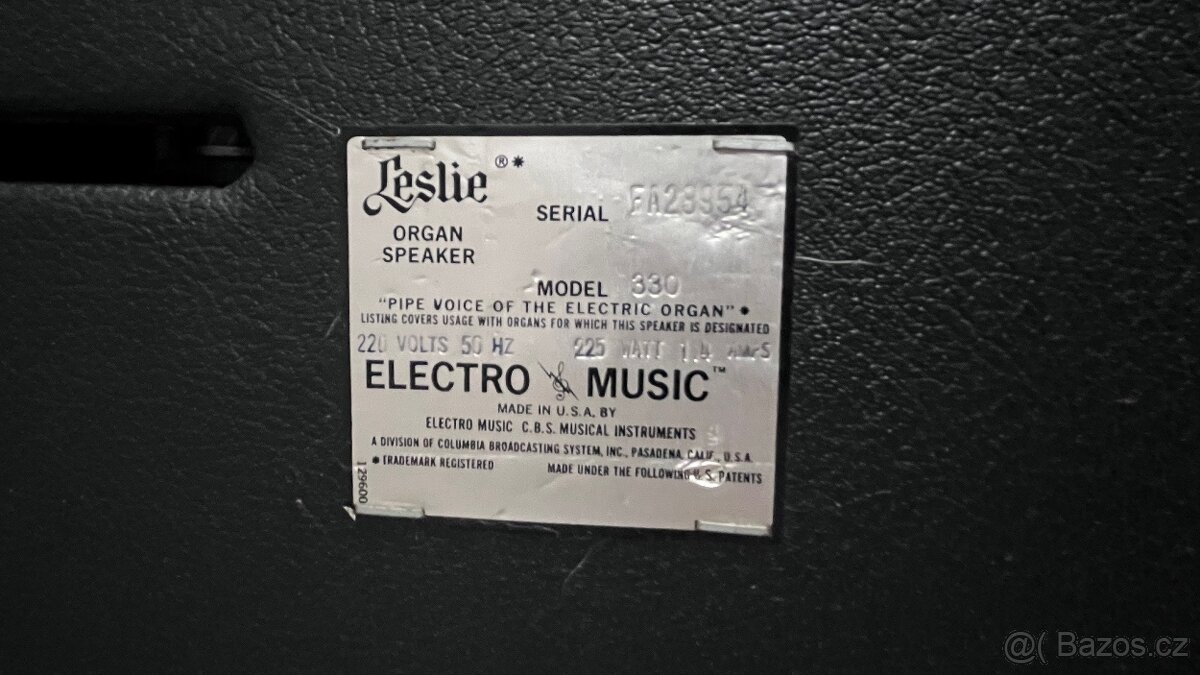 Leslie ®*
SERIAL FA23954
ORGAN
SPEAKER
MODEL 330
"PIPE VOICE OF THE ELECTRIC ORGAN" *
LISTING COVERS USAGE WITH ORGANS FOR WHICH THIS SPEAKER IS DESIGNATED
220 VOLTS 50 HZ 225 WATT 1.4 AMPS
ELECTRO MUSIC™
MADE IN U.S.A. BY
ELECTRO MUSIC C.B.S. MUSICAL INSTRUMENTS
A DIVISION OF COLUMBIA BROADCASTING SYSTEM, INC., PASADENA, CALIF., U.S.A.
* TRADEMARK REGISTERED
MADE UNDER THE FOLLOWING U.S. PATENTS
129600
@( Bazos.cz